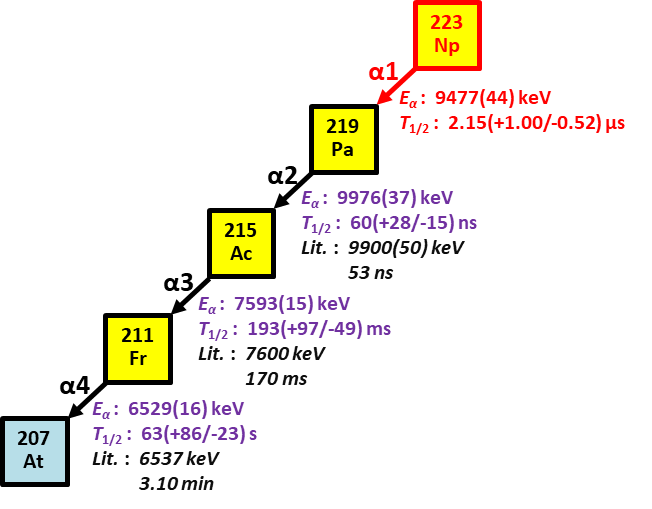 223
Np
α1
Eα : 9477(44) keV
T1/2 : 2.15(+1.00/-0.52) μs
219
Pa
α2
Eα : 9976(37) keV
T1/2 : 60(+28/-15) ns
Lit. : 9900(50) keV
53 ns
215
Ac
α3
Eα : 7593(15) keV
T1/2 : 193(+97/-49) ms
Lit. : 7600 keV
170 ms
211
Fr
α4
Eα : 6529(16) keV
T1/2 : 63(+86/-23) s
Lit. : 6537 keV
3.10 min
207
At